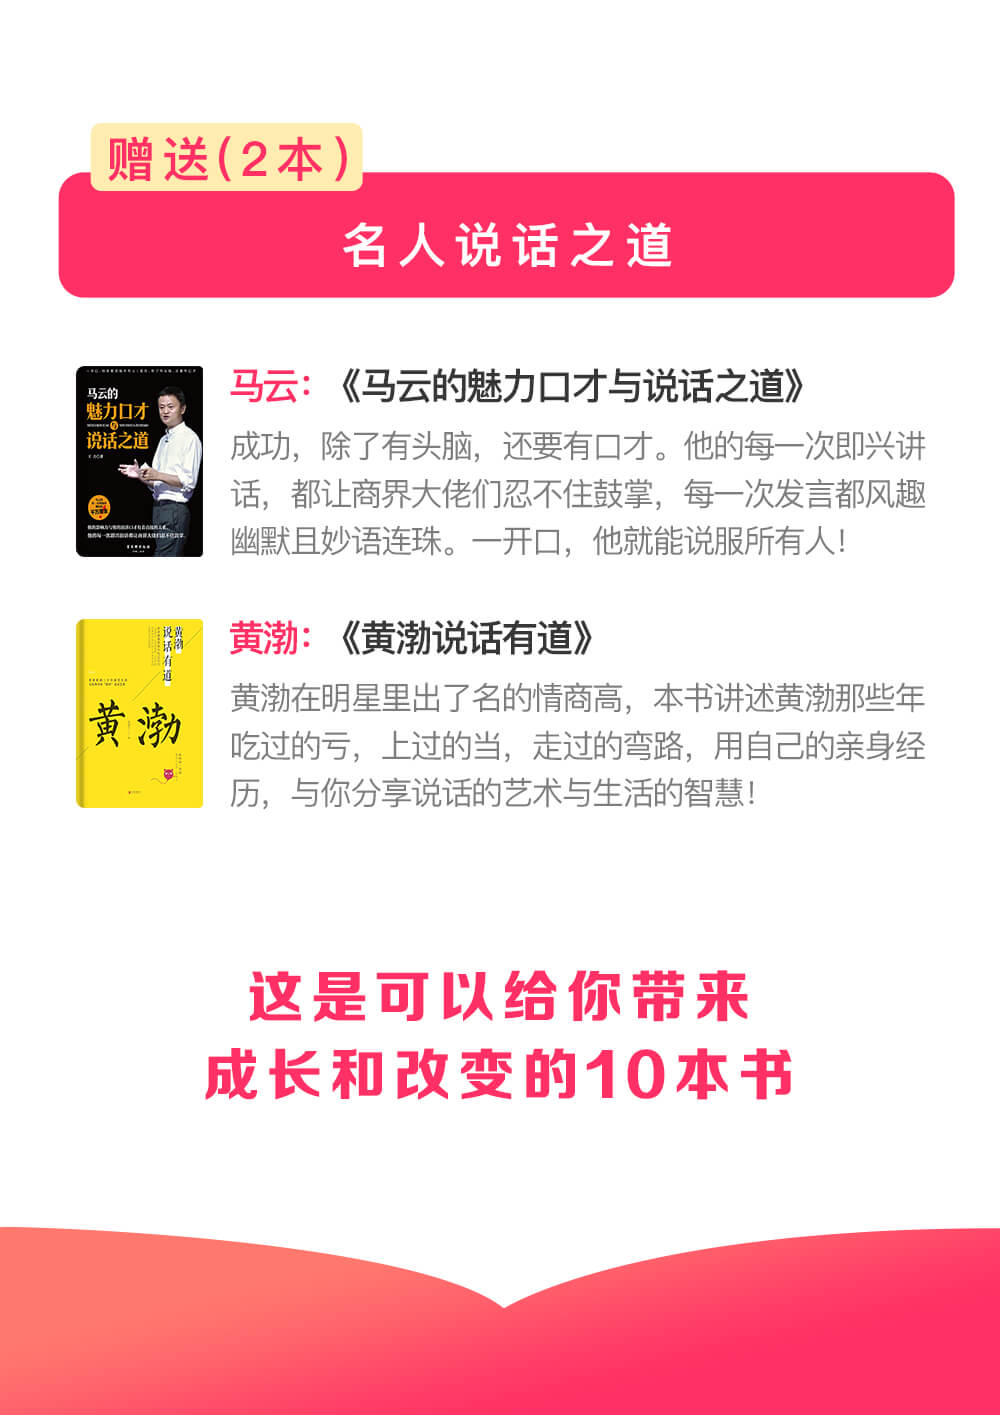 赠送(2本)
名人说话之道
马云的
魅力口才
与
说话之道
马云：《马云的魅力口才与说话之道》
成功，除了有头脑，还要有口才。他的每一次即兴讲
话，都让商界大佬们忍不住鼓掌，每一次发言都风趣
幽默且妙语连珠。一开口，他就能说服所有人！
黄渤
说话有道
黄渤
黄渤：《黄渤说话有道》
黄渤在明星里出了名的情商高，本书讲述黄渤那些年
吃过的亏，上过的当，走过的弯路，用自己的亲身经
历，与你分享说话的艺术与生活的智慧！
这是可以给你带来
成长和改变的10本书